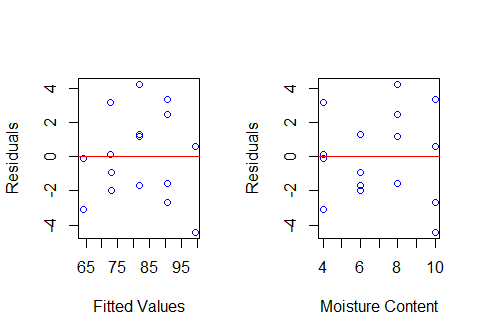 Residuals
4
2
0
-2
-4
65 75 85 95
Fitted Values
Residuals
4
2
0
-2
-4
4 6 8 10
Moisture Content